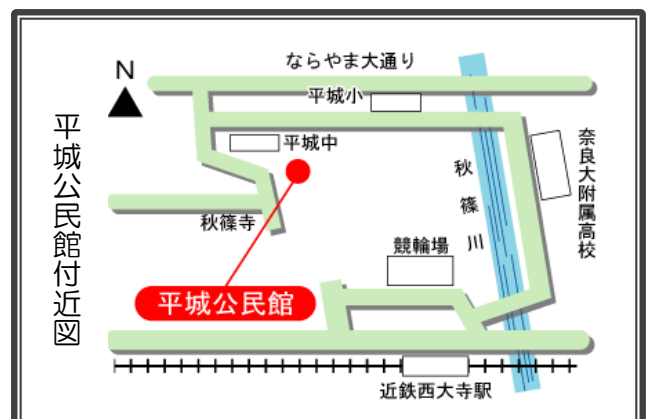 平城公民館付近図
N
ならやま大通り
平城小
平城中
奈良大附属高校
秋篠川
秋篠寺
競輪場
平城公民館
近鉄西大寺駅